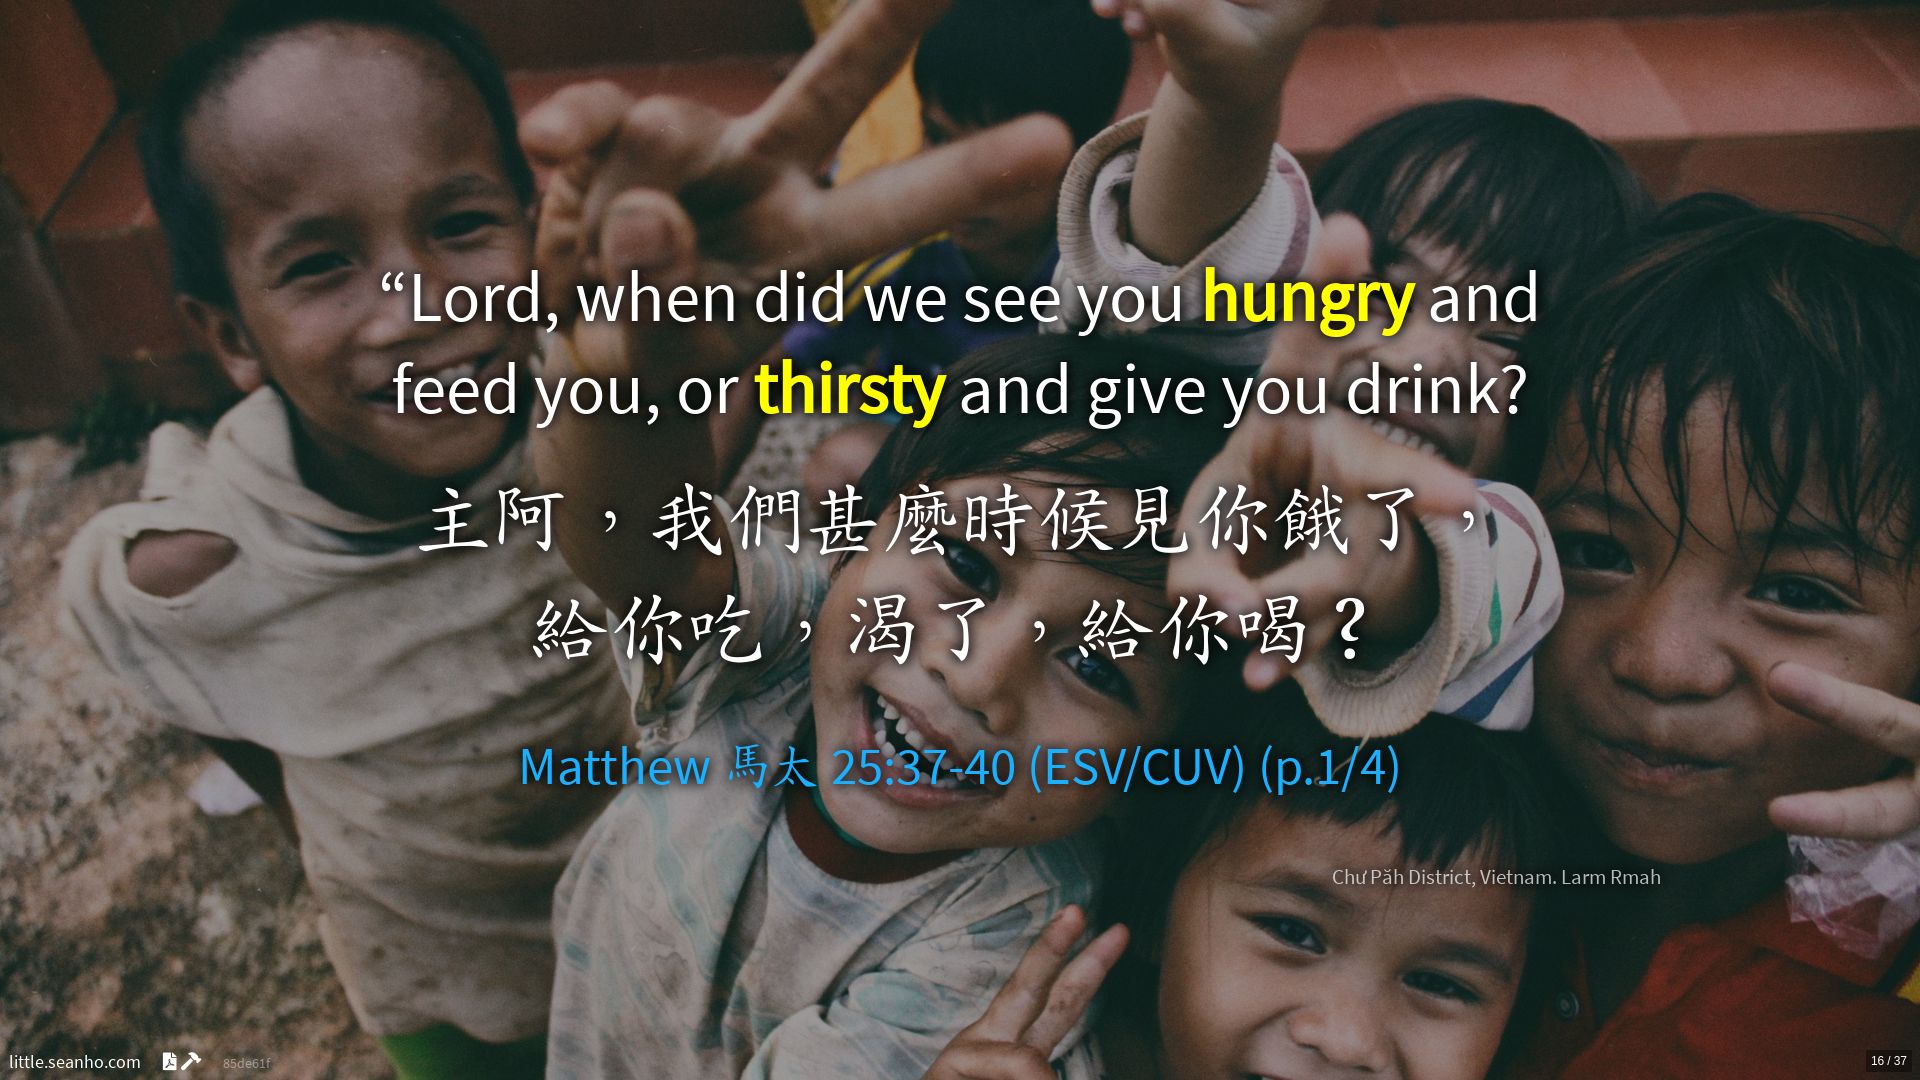 “Lord, when did we see you hungry and
feed you, or thirsty and give you drink?
主阿，我們甚麼時候見你餓了，
給你吃，渴了，給你喝？
Matthew 馬太 25:37-40 (ESV/CUV) (p.1/4)
Chư Păh District, Vietnam. Larm Rmah
little.seanho.com 85de61f
16 / 37